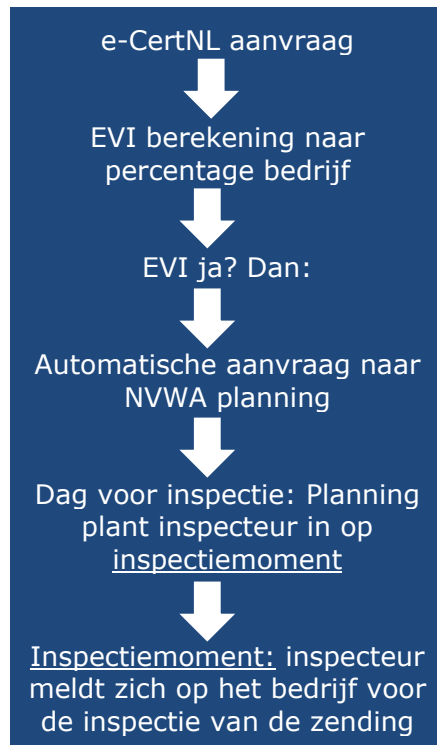 e-CertNL aanvraag
EVI berekening naar
percentage bedrijf
EVI ja? Dan:
Automatische aanvraag naar
NVWA planning
Dag voor inspectie: Planning
plant inspecteur in op
inspectiemoment
Inspectiemoment: inspecteur
meldt zich op het bedrijf voor
de inspectie van de zending